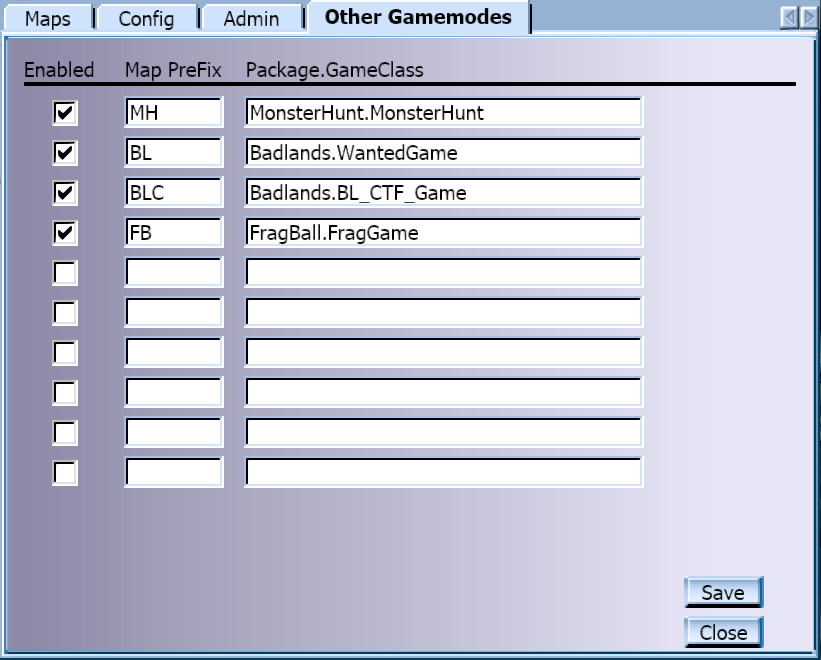 Maps Config Admin Other Gamemodes
Enabled Map PreFix Package.GameClass
MH MonsterHunt.MonsterHunt
BL Badlands.WantedGame
BLC Badlands.BL_CTF_Game
FB FragBall.FragGame
Save
Close